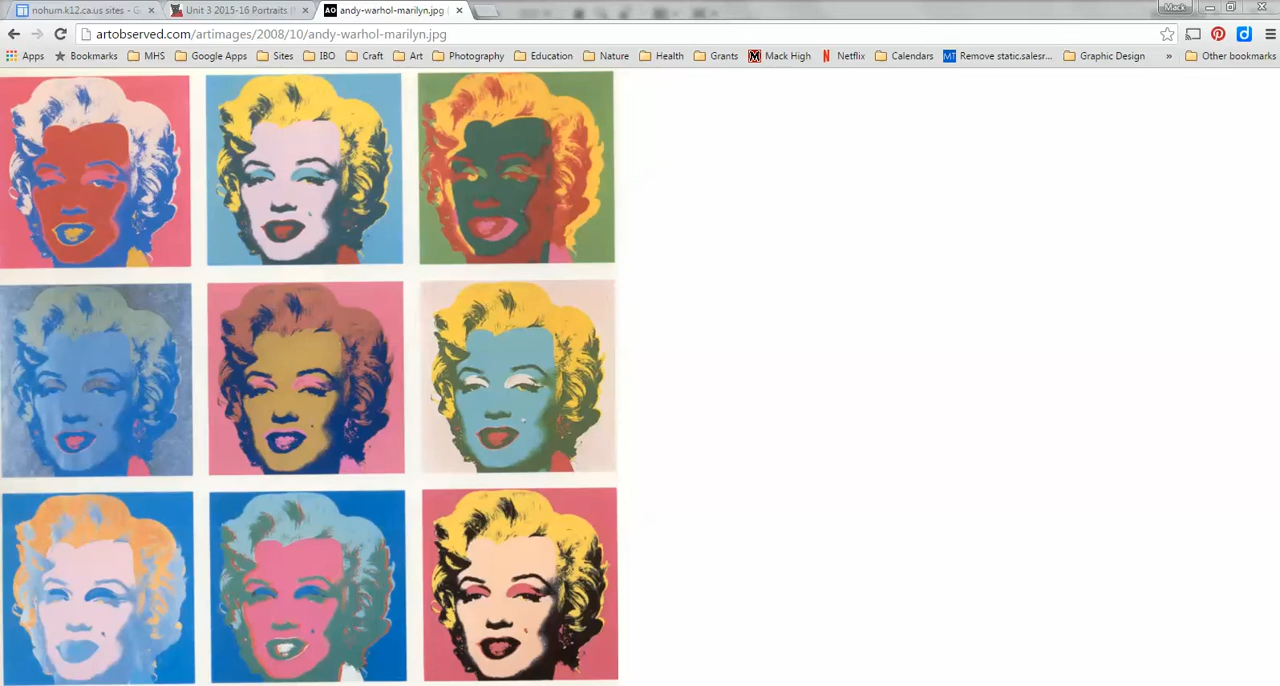 nohum.k12.ca.us sites - G
Unit 3 2015-16 Portraits (
andy-warhol-marilyn.jpg (
Mack
artobserved.com/artimages/2008/10/andy-warhol-marilyn.jpg
Apps Bookmarks MHS Google Apps Sites IBO Craft Art Photography Education Nature Health Grants Mack High Netflix Calendars Remove static.salesr... Graphic Design » Other bookmarks